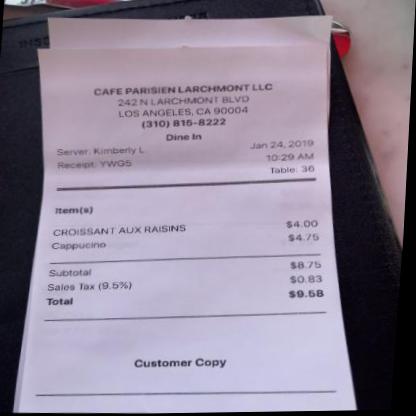 CAFE PARISIEN LARCHMONT LLC
242 N LARCHMONT BLVD
LOS ANGELES, CA 90004
(310) 815-8222
Dine In
Server: Kimberly L. Jan 24, 2019
Receipt: YWG5 10:29 AM
Table: 36
Item(s)
CROISSANT AUX RAISINS $4.00
Cappucino $4.75
Subtotal $8.75
Sales Tax (9.5%) $0.83
Total $9.58
Customer Copy